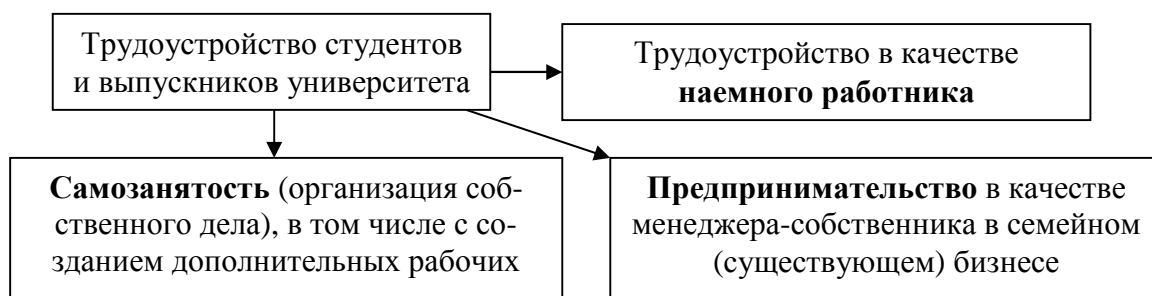 Трудоустройство студентов
и выпускников университета
Трудоустройство в качестве
наемного работника
Самозанятость (организация соб-
ственного дела), в том числе с со-
зданием дополнительных рабочих
Предпринимательство в качестве
менеджера-собственника в семейном
(существующем) бизнесе